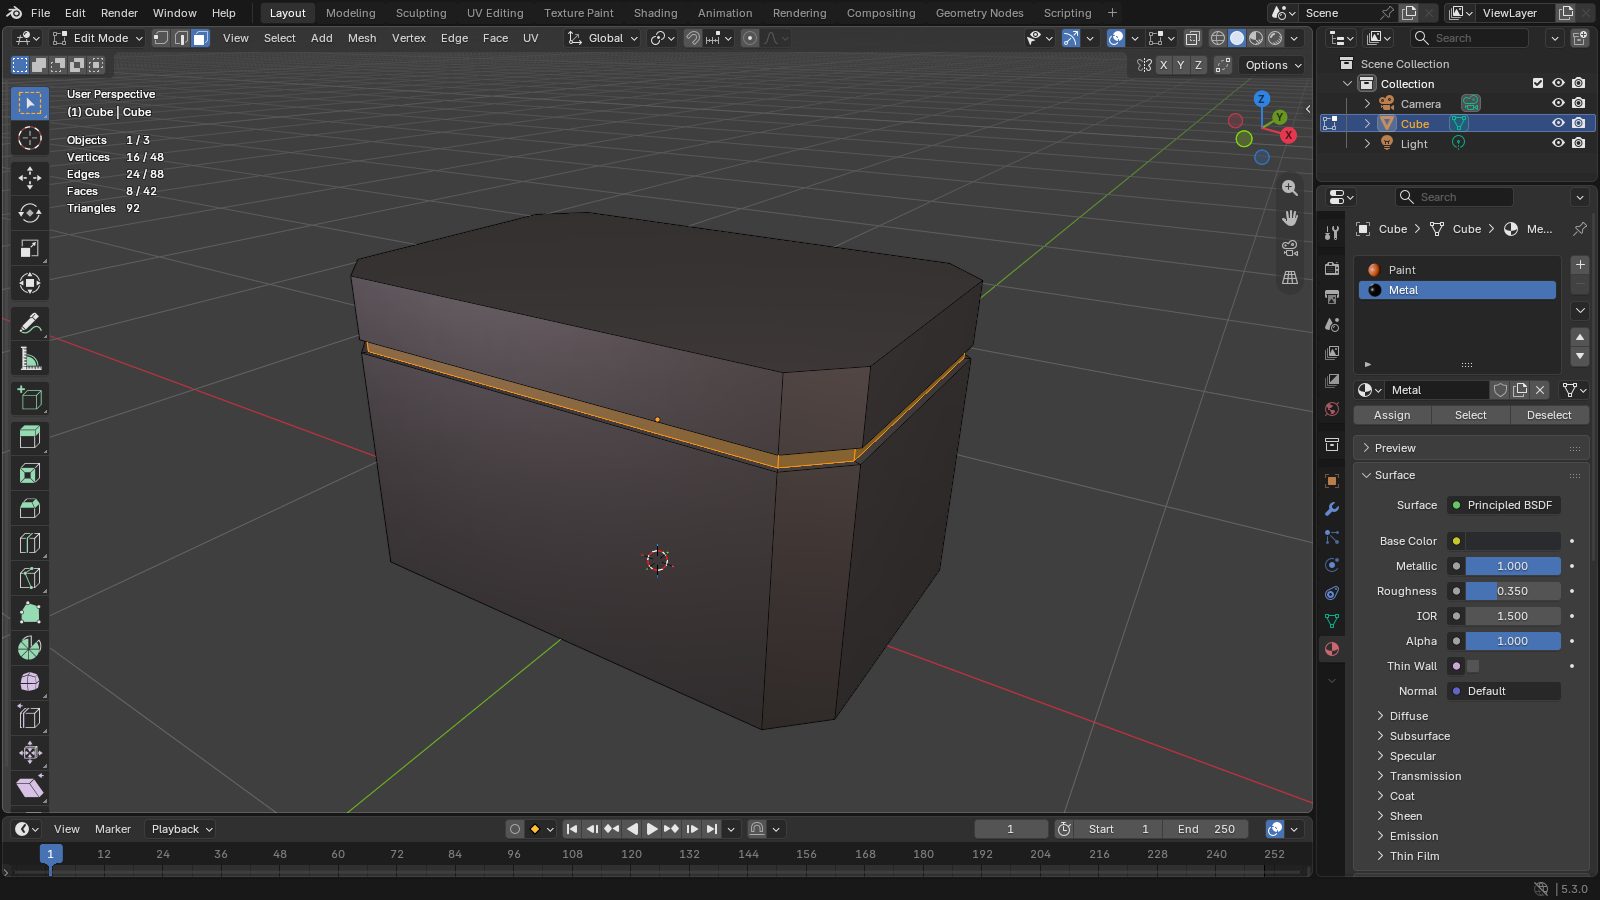 File Edit Render Window Help Layout Modeling Sculpting UV Editing Texture Paint Shading Animation Rendering Compositing Geometry Nodes Scripting + Scene ViewLayer
Edit Mode View Select Add Mesh Vertex Edge Face UV Global Search
X Y Z Options
Scene Collection
Collection
Camera
Cube
Light
User Perspective
(1) Cube | Cube
Objects 1 / 3
Vertices 16 / 48
Edges 24 / 88
Faces 8 / 42
Triangles 92
Z
Y
X
Search
Cube > Cube > Me...
Paint
Metal
Metal
Assign Select Deselect
Preview
Surface
Surface Principled BSDF
Base Color
Metallic 1.000
Roughness 0.350
IOR 1.500
Alpha 1.000
Thin Wall
Normal Default
Diffuse
Subsurface
Specular
Transmission
Coat
Sheen
Emission
Thin Film
View Marker Playback 1 Start 1 End 250
1 12 24 36 48 60 72 84 96 108 120 132 144 156 168 180 192 204 216 228 240 252
5.3.0